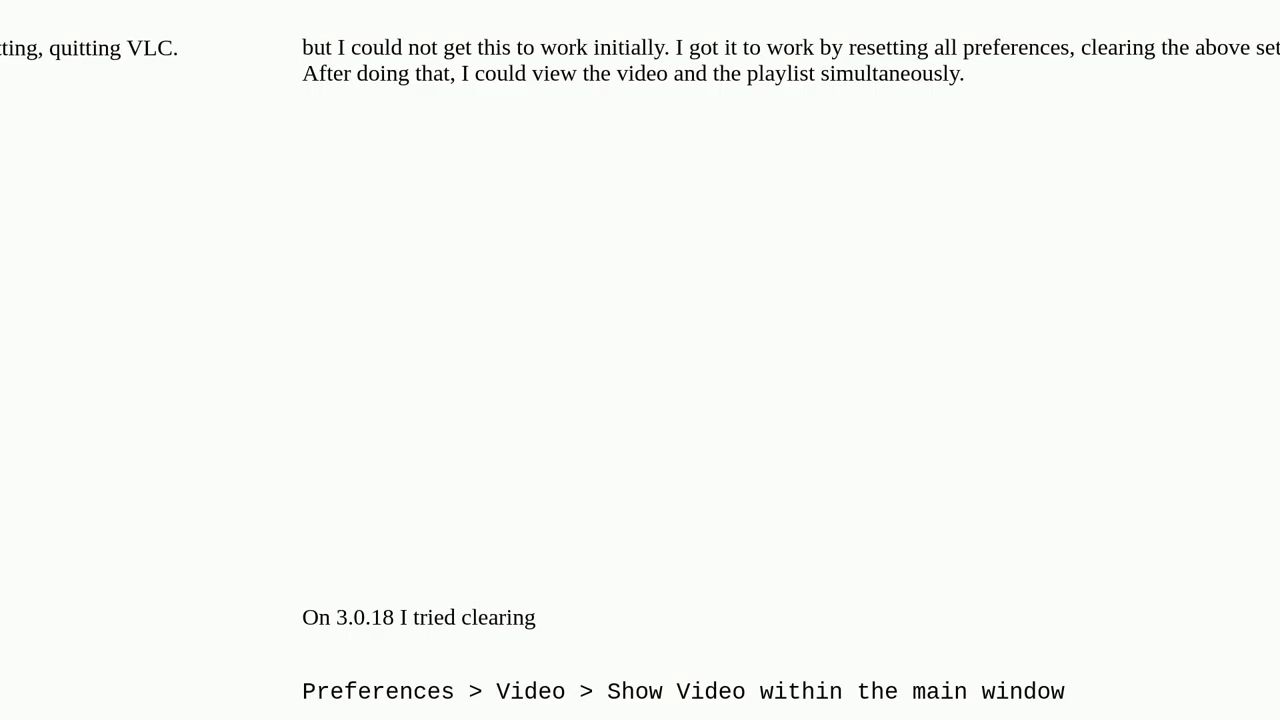 tting, quitting VLC.
but I could not get this to work initially. I got it to work by resetting all preferences, clearing the above set
After doing that, I could view the video and the playlist simultaneously.
On 3.0.18 I tried clearing
Preferences > Video > Show Video within the main window